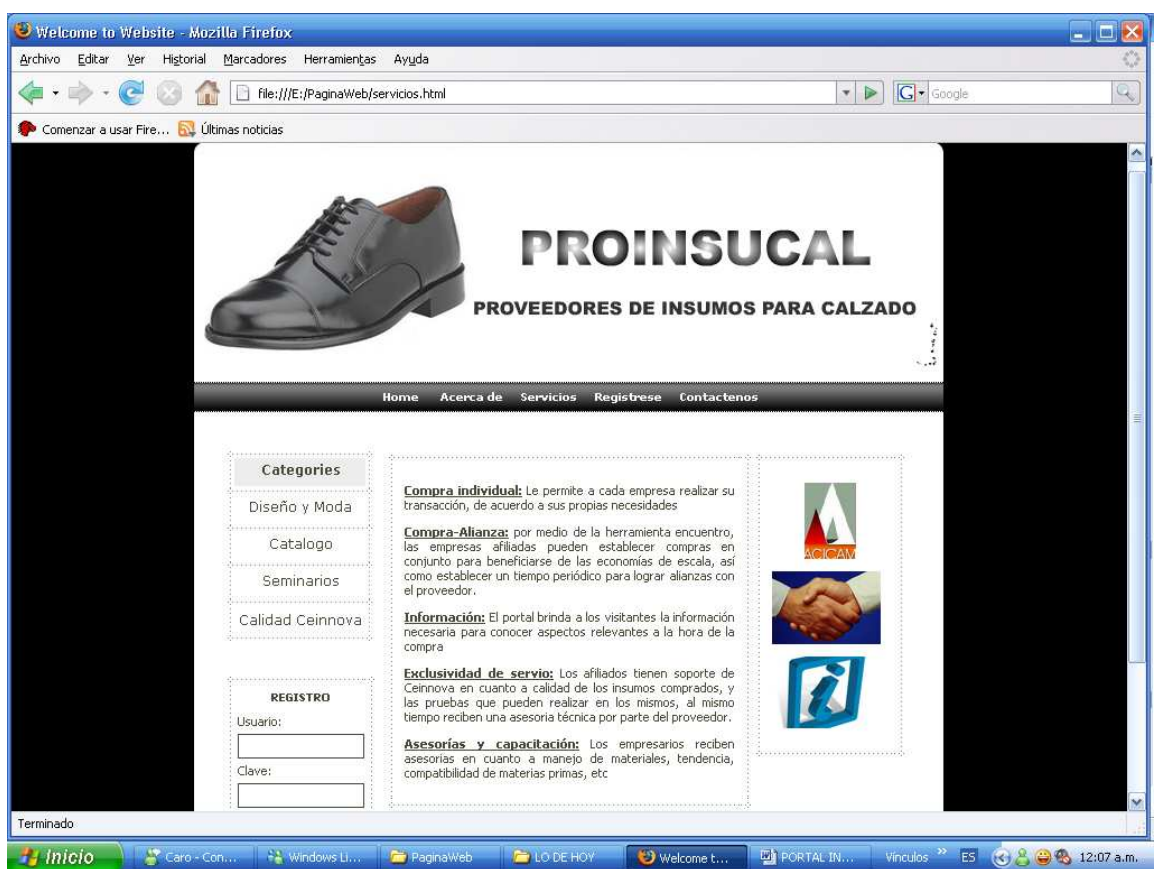 Welcome to Website - Mozilla Firefox
Archivo Editar Ver Historial Marcadores Herramientas Ayuda
file:///E:/PaginaWeb/servicios.html
G Google
Comenzar a usar Fire... Últimas noticias
PROINSUCAL
PROVEEDORES DE INSUMOS PARA CALZADO
Home Acerca de Servicios Registrese Contactenos
Categories
Diseño y Moda
Catalogo
Seminarios
Calidad Ceinnova
REGISTRO
Usuario:
Clave:
Compra individual: Le permite a cada empresa realizar su
transacción, de acuerdo a sus propias necesidades
Compra-Alianza: por medio de la herramienta encuentro,
las empresas afiliadas pueden establecer compras en
conjunto para beneficiarse de las economías de escala, así
como establecer un tiempo periódico para lograr alianzas con
el proveedor.
Información: El portal brinda a los visitantes la información
necesaria para conocer aspectos relevantes a la hora de la
compra
Exclusividad de servio: Los afiliados tienen soporte de
Ceinnova en cuanto a calidad de los insumos comprados, y
las pruebas que pueden realizar en los mismos, al mismo
tiempo reciben una asesoria técnica por parte del proveedor.
Asesorías y capacitación: Los empresarios reciben
asesorias en cuanto a manejo de materiales, tendencia,
compatibilidad de materias primas, etc
ACICAM
Terminado
Inicio Caro - Con... Windows Li... PaginaWeb LO DE HOY Welcome t... PORTAL IN... Vínculos » ES 12:07 a.m.